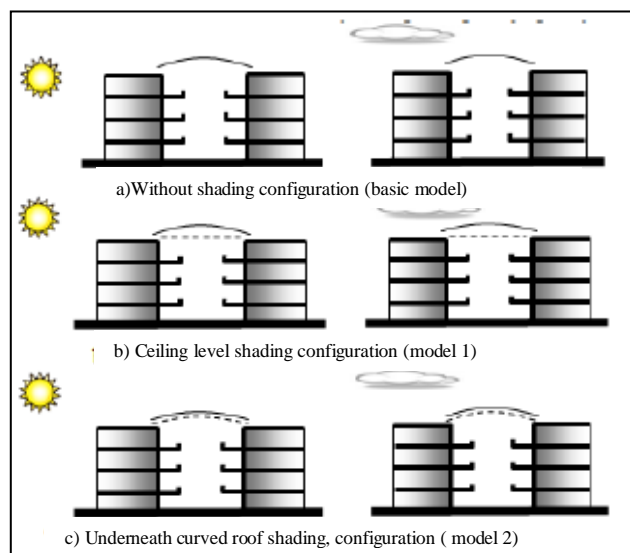 a)Without shading configuration (basic model)
b) Ceiling level shading configuration (model 1)
c) Underneath curved roof shading, configuration ( model 2)